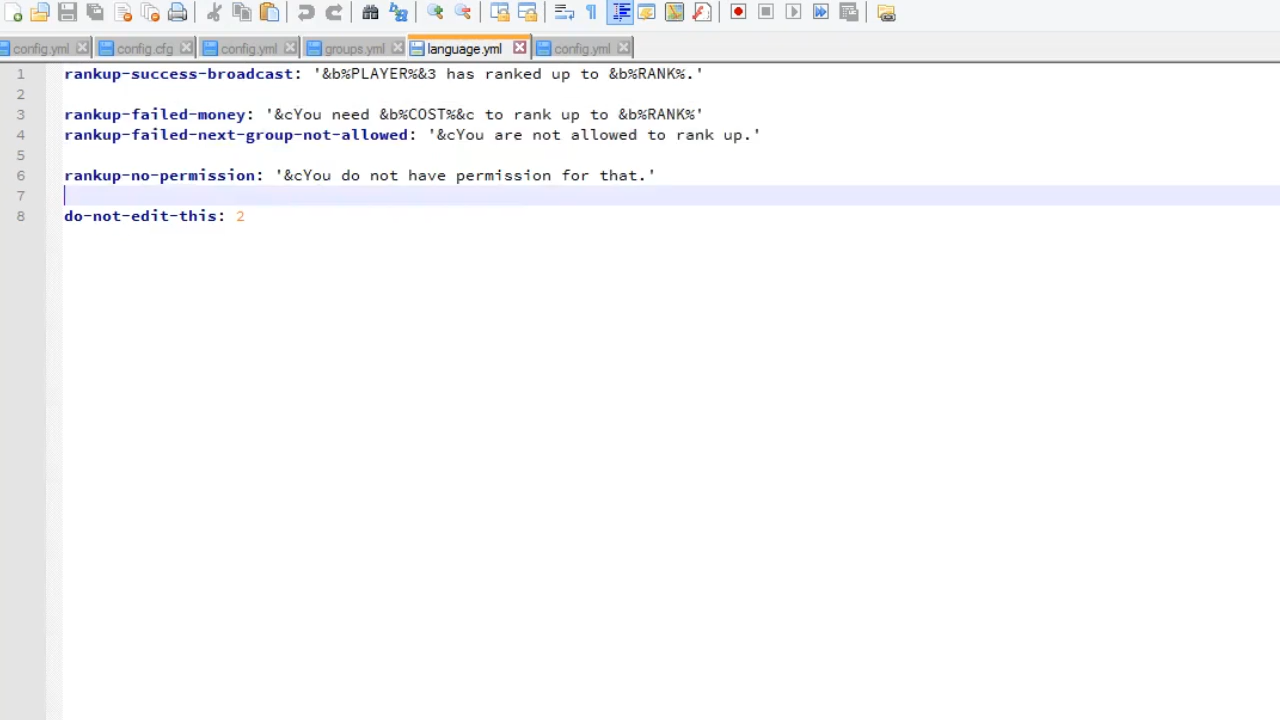 config.yml config.cfg config.yml groups.yml language.yml config.yml
1 rankup-success-broadcast: '&b%PLAYER%&3 has ranked up to &b%RANK%.'
2
3 rankup-failed-money: '&cYou need &b%COST%&c to rank up to &b%RANK%'
4 rankup-failed-next-group-not-allowed: '&cYou are not allowed to rank up.'
5
6 rankup-no-permission: '&cYou do not have permission for that.'
7
8 do-not-edit-this: 2